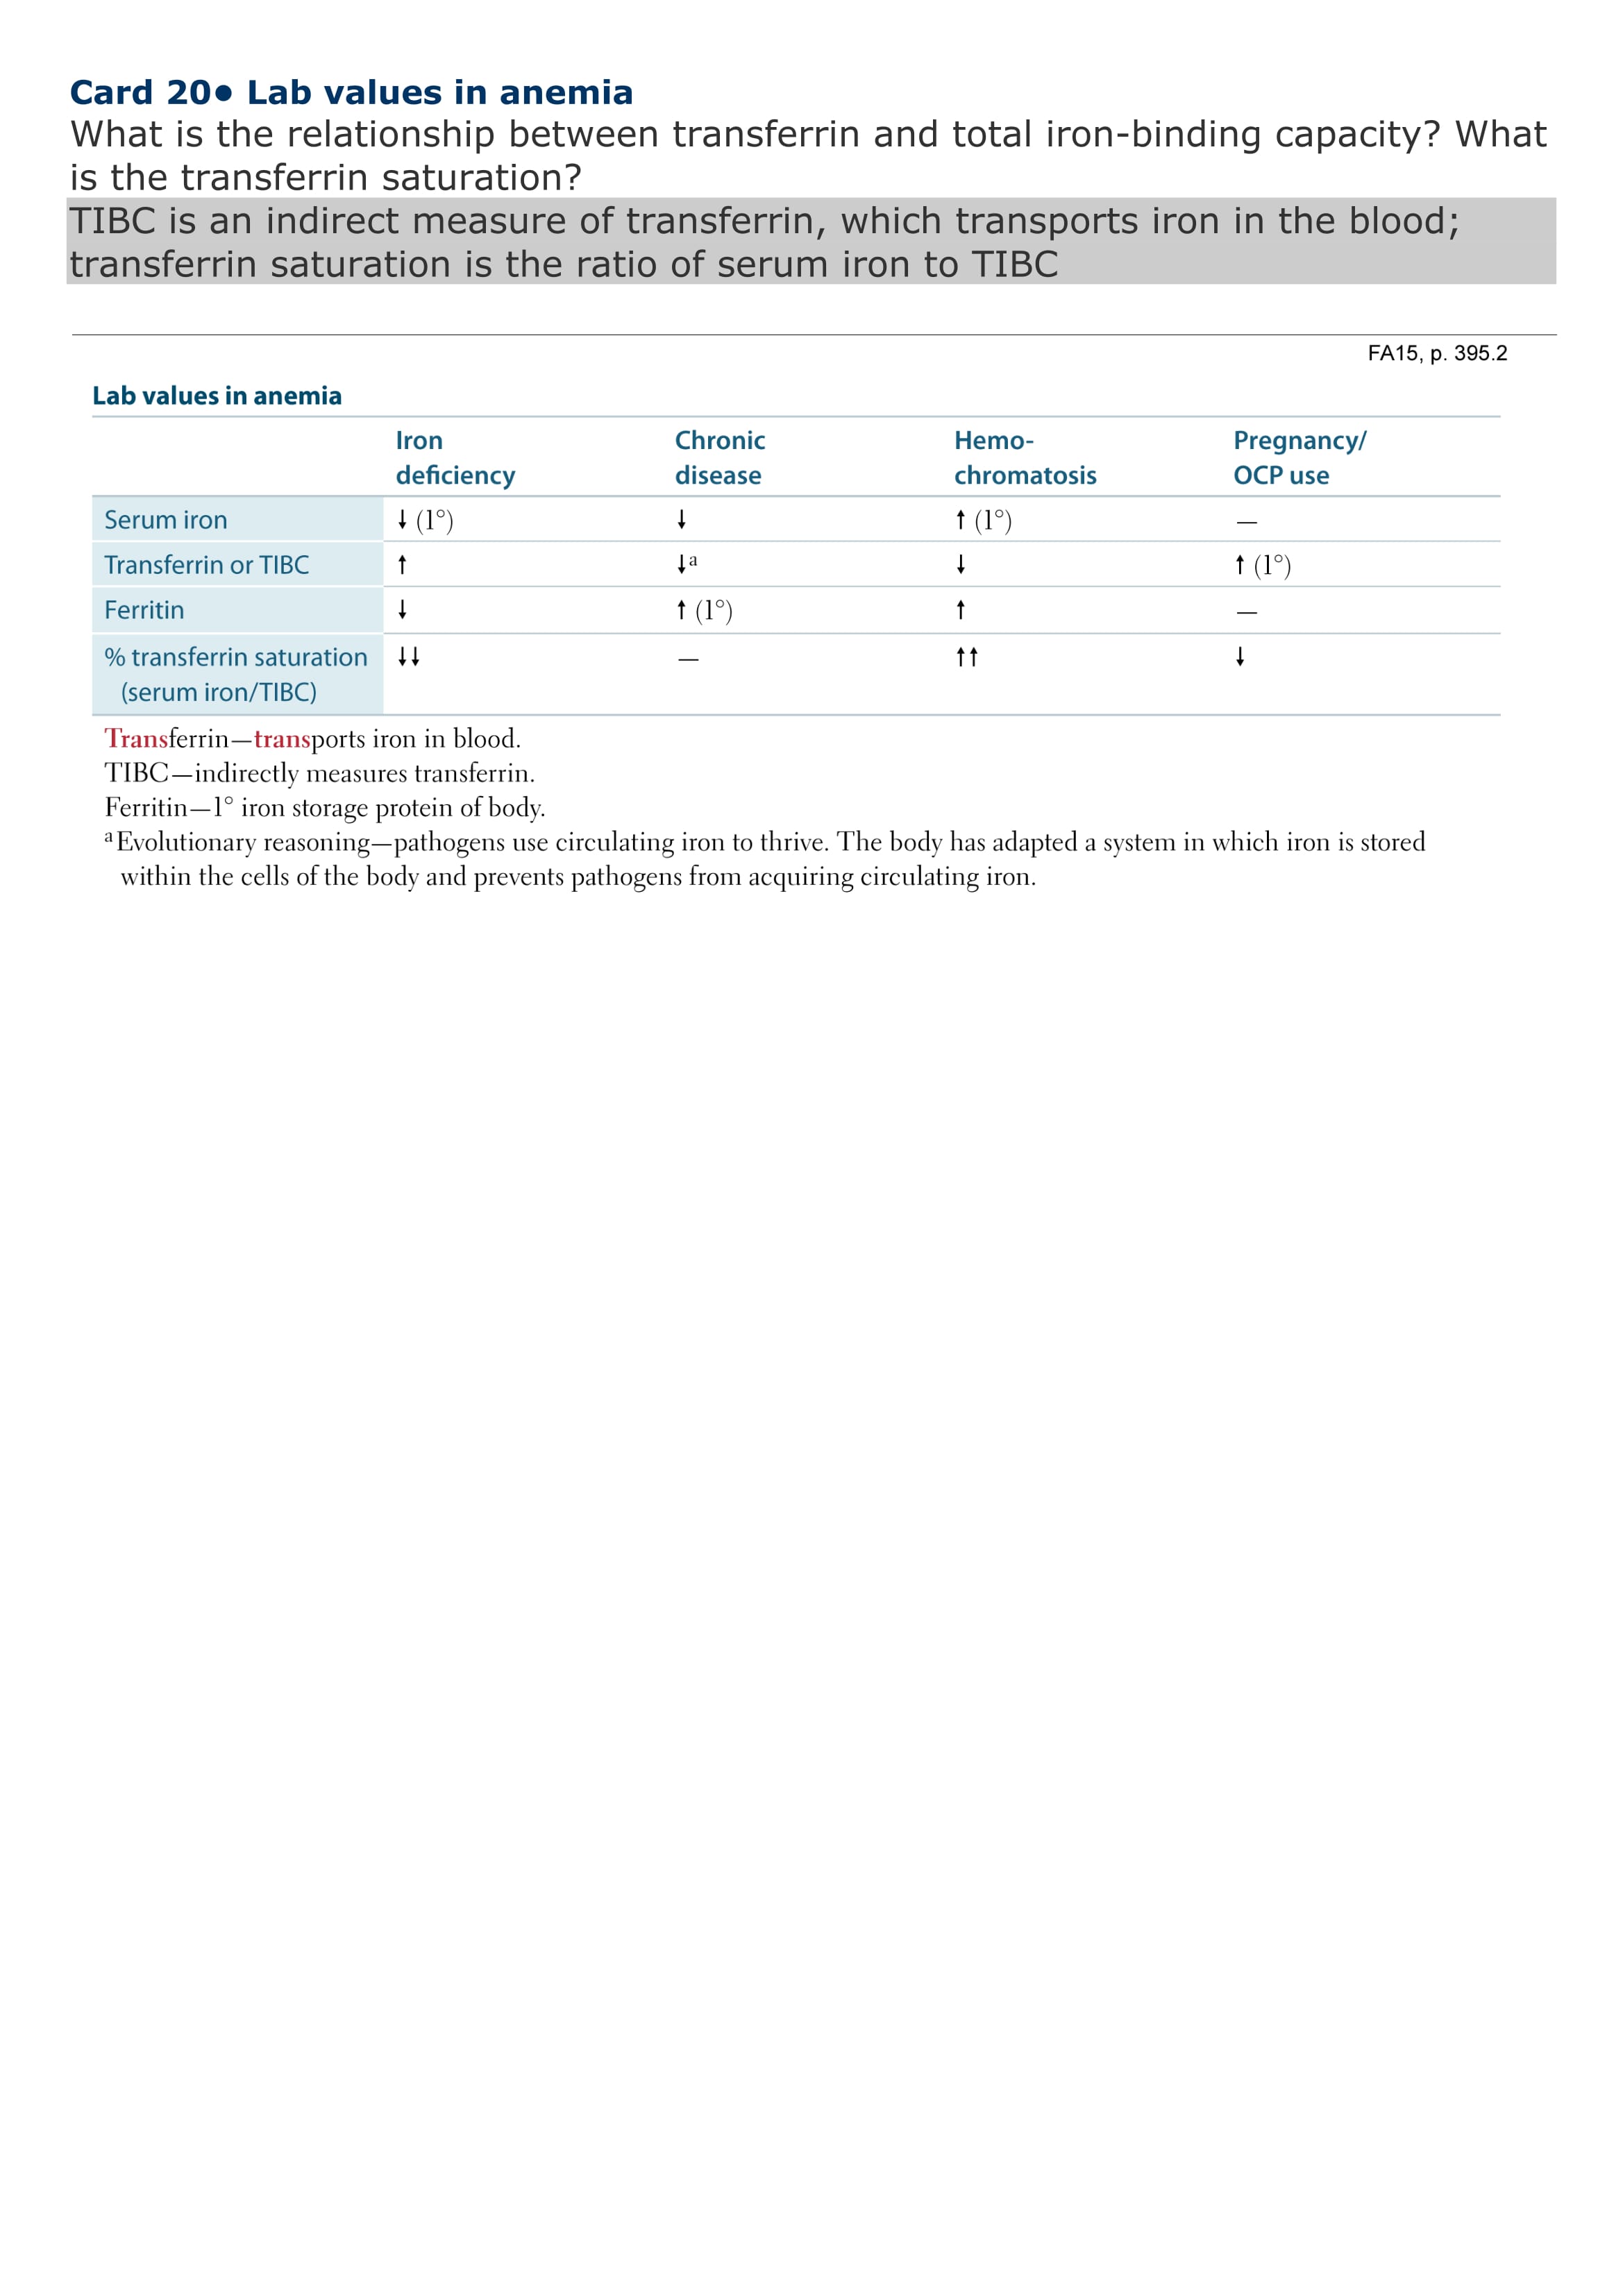 Card 20• Lab values in anemia
What is the relationship between transferrin and total iron-binding capacity? What
is the transferrin saturation?
TIBC is an indirect measure of transferrin, which transports iron in the blood;
transferrin saturation is the ratio of serum iron to TIBC
FA15, p. 395.2
Lab values in anemia
Iron deficiency Chronic disease Hemo-chromatosis Pregnancy/OCP use
Serum iron ↓ (1°) ↓ ↑ (1°) —
Transferrin or TIBC ↑ ↓ᵃ ↓ ↑ (1°)
Ferritin ↓ ↑ (1°) ↑ —
% transferrin saturation ↓↓ — ↑↑ ↓
(serum iron/TIBC)
Transferrin—transports iron in blood.
TIBC—indirectly measures transferrin.
Ferritin—1° iron storage protein of body.
ᵃ Evolutionary reasoning—pathogens use circulating iron to thrive. The body has adapted a system in which iron is stored
within the cells of the body and prevents pathogens from acquiring circulating iron.